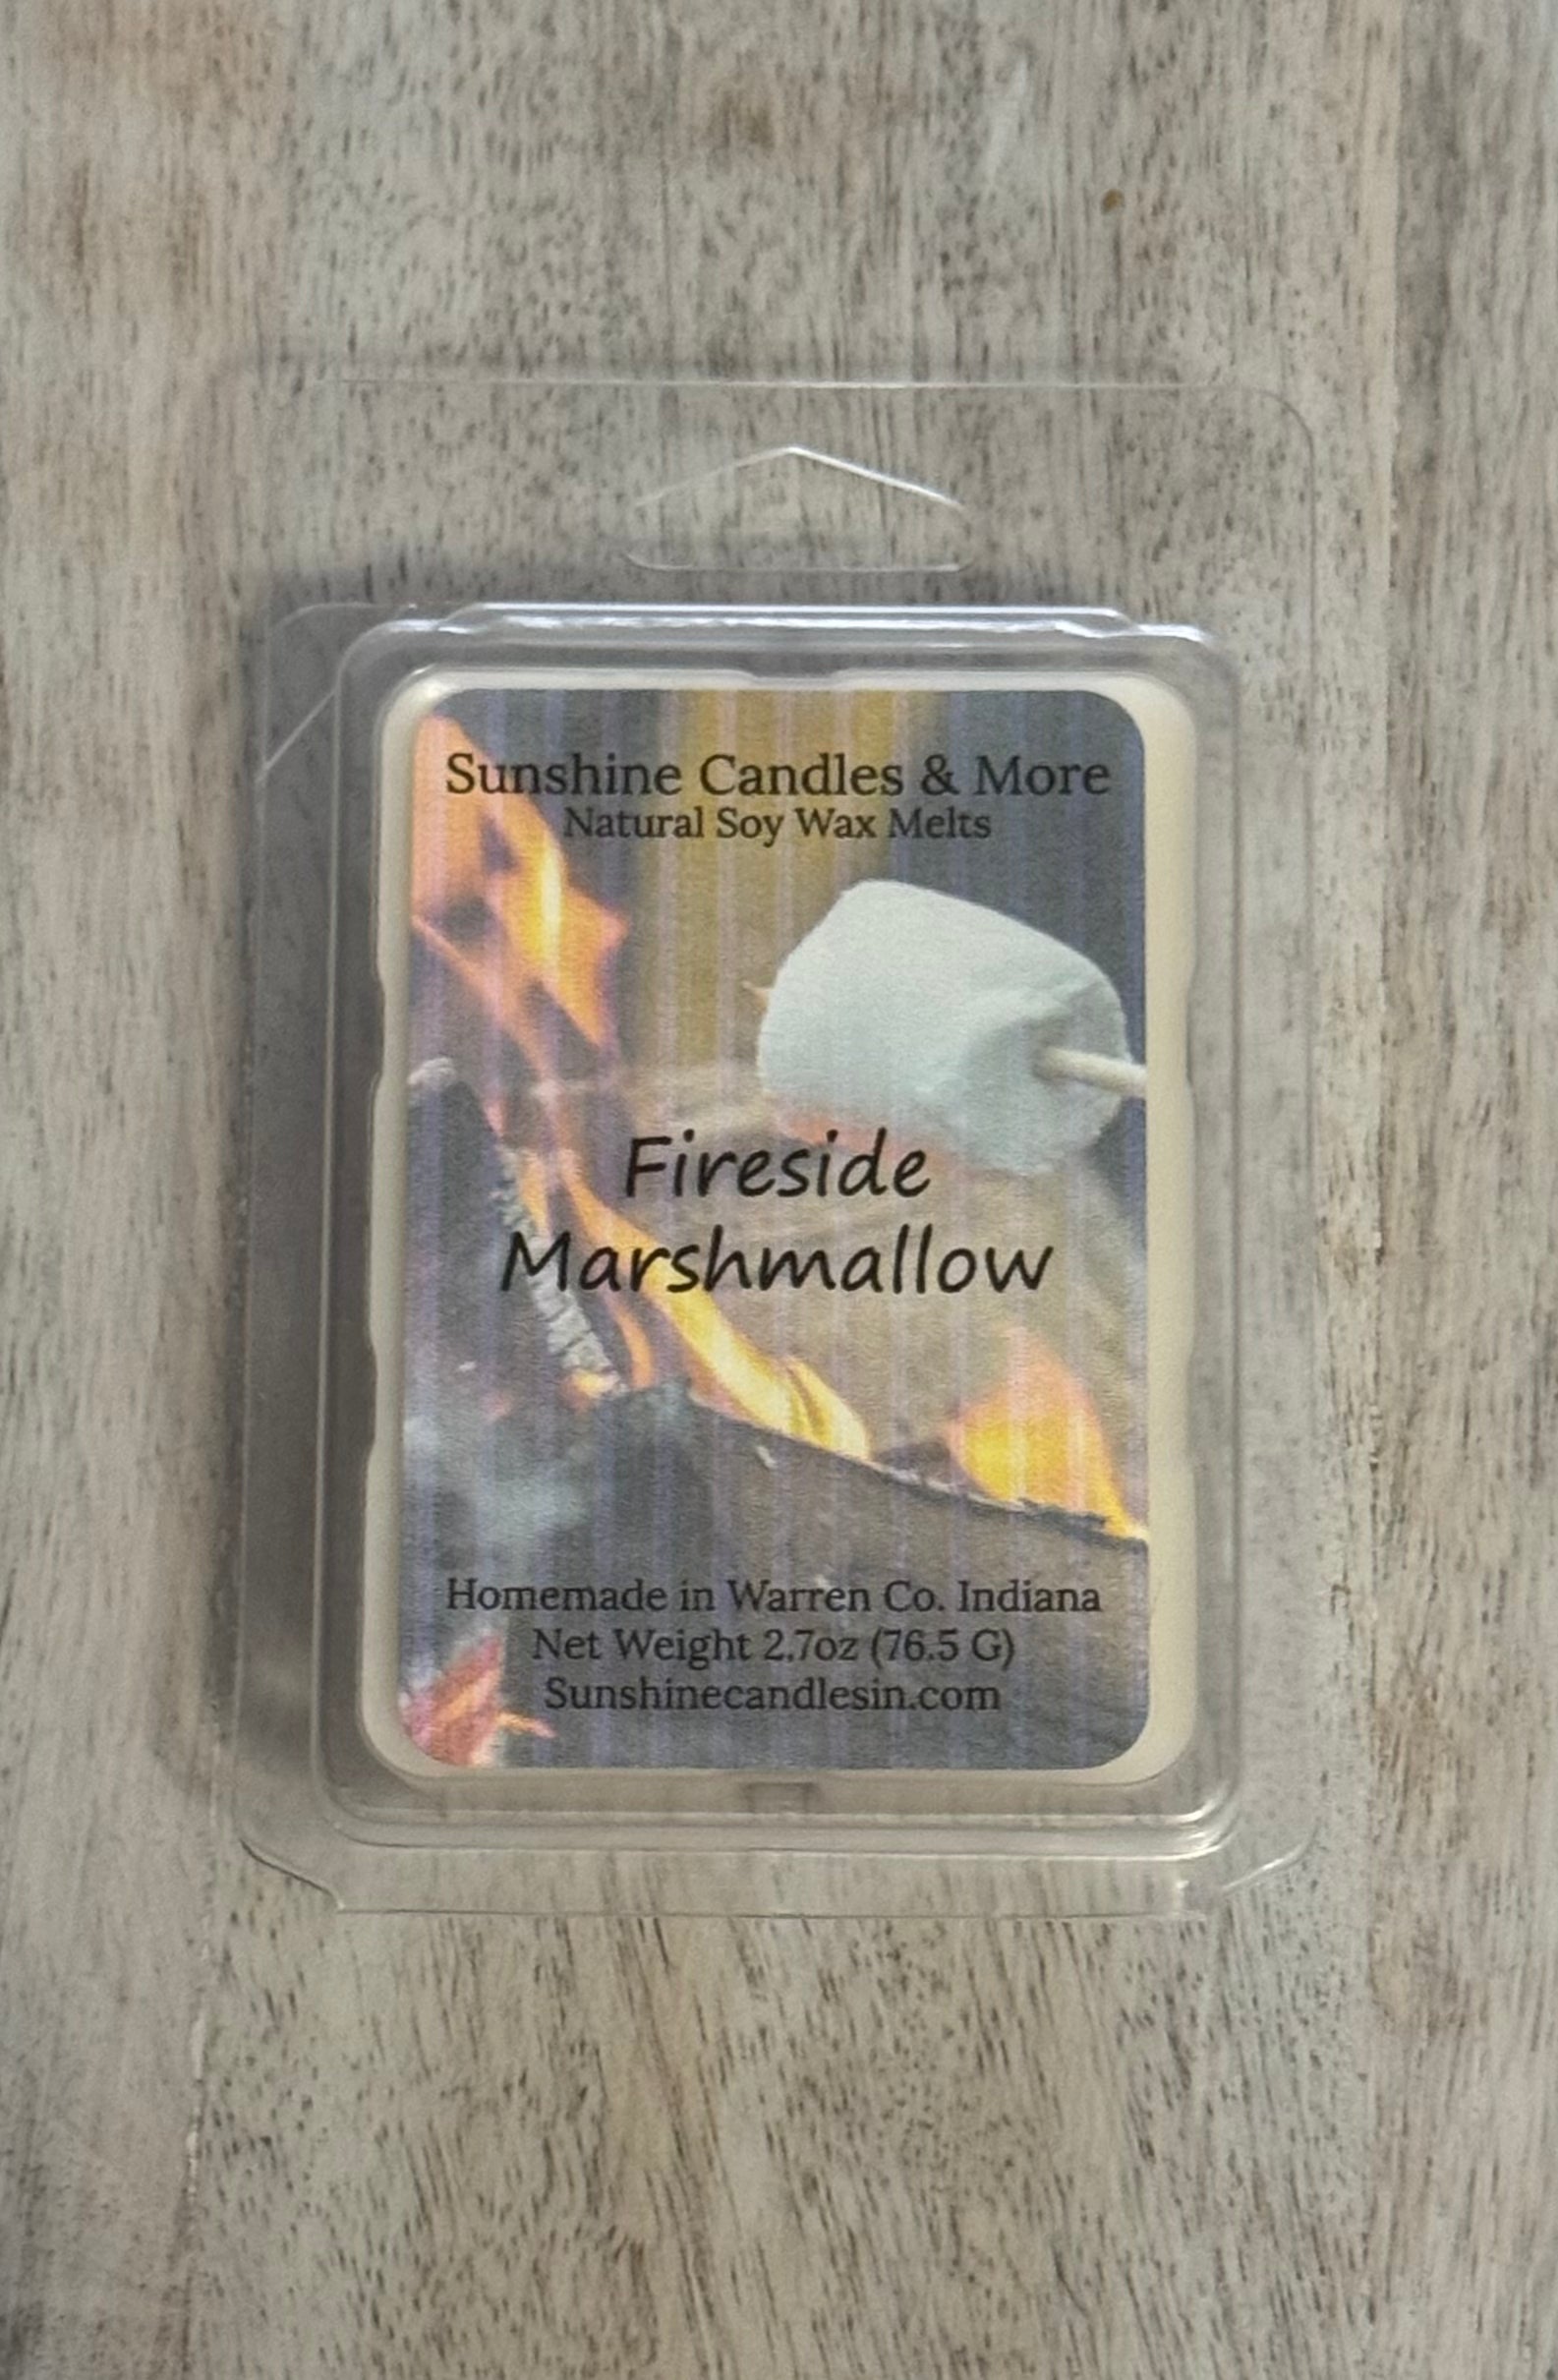 Sunshine Candles & More
Natural Soy Wax Melts
Fireside
Marshmallow
Homemade in Warren Co. Indiana
Net Weight 2.7oz (76.5 G)
Sunshinecandlesin.com